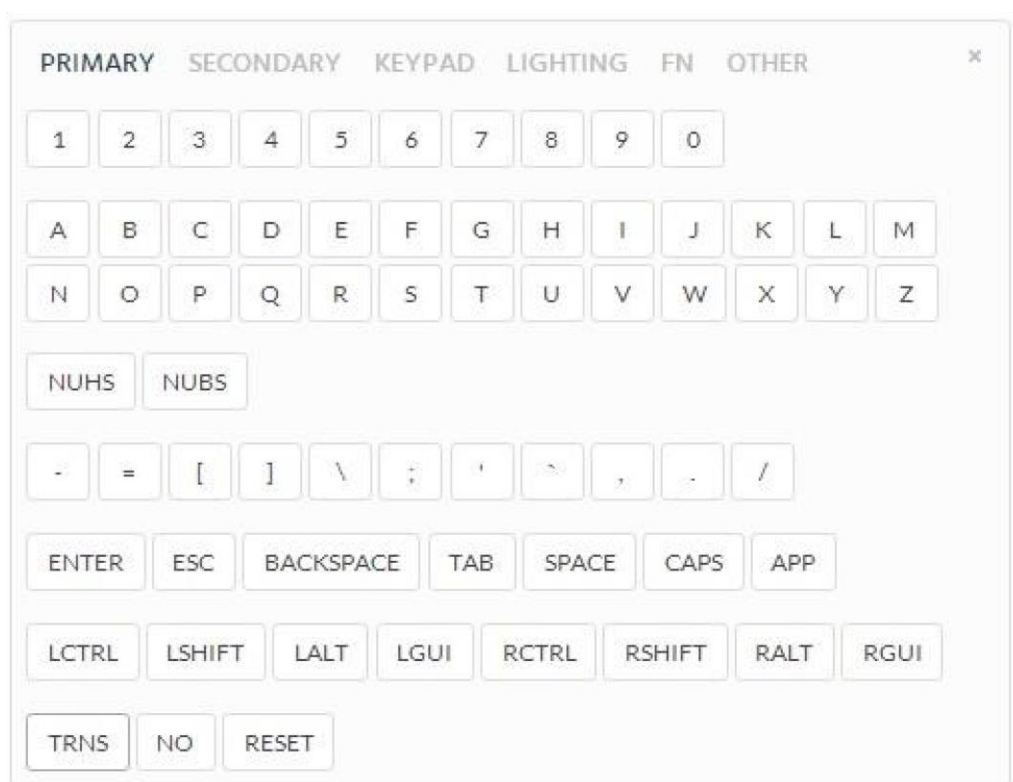 PRIMARY SECONDARY KEYPAD LIGHTING FN OTHER ×
1 2 3 4 5 6 7 8 9 0
A B C D E F G H I J K L M
N O P Q R S T U V W X Y Z
NUHS NUBS
- = [ ] \ ; ' ` , . /
ENTER ESC BACKSPACE TAB SPACE CAPS APP
LCTRL LSHIFT LALT LGUI RCTRL RSHIFT RALT RGUI
TRNS NO RESET